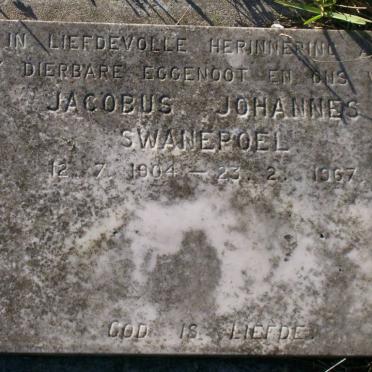 IN LIEFDEVOLLE HERINNERING
DIERBARE EGGENOOT EN ONS
JACOBUS JOHANNES
SWANEPOEL
12. 7. 1904 — 23. 2. 1967.
GOD IS LIEFDE.